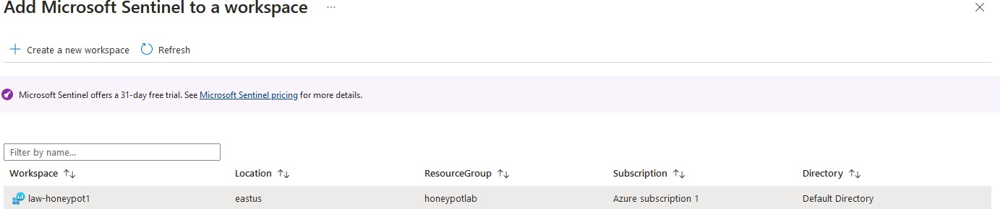 Add Microsoft Sentinel to a workspace ...
Create a new workspace Refresh
Microsoft Sentinel offers a 31-day free trial. See Microsoft Sentinel pricing for more details.
Filter by name...
Workspace Location ResourceGroup Subscription Directory
law-honeypot1 eastus honeypotlab Azure subscription 1 Default Directory